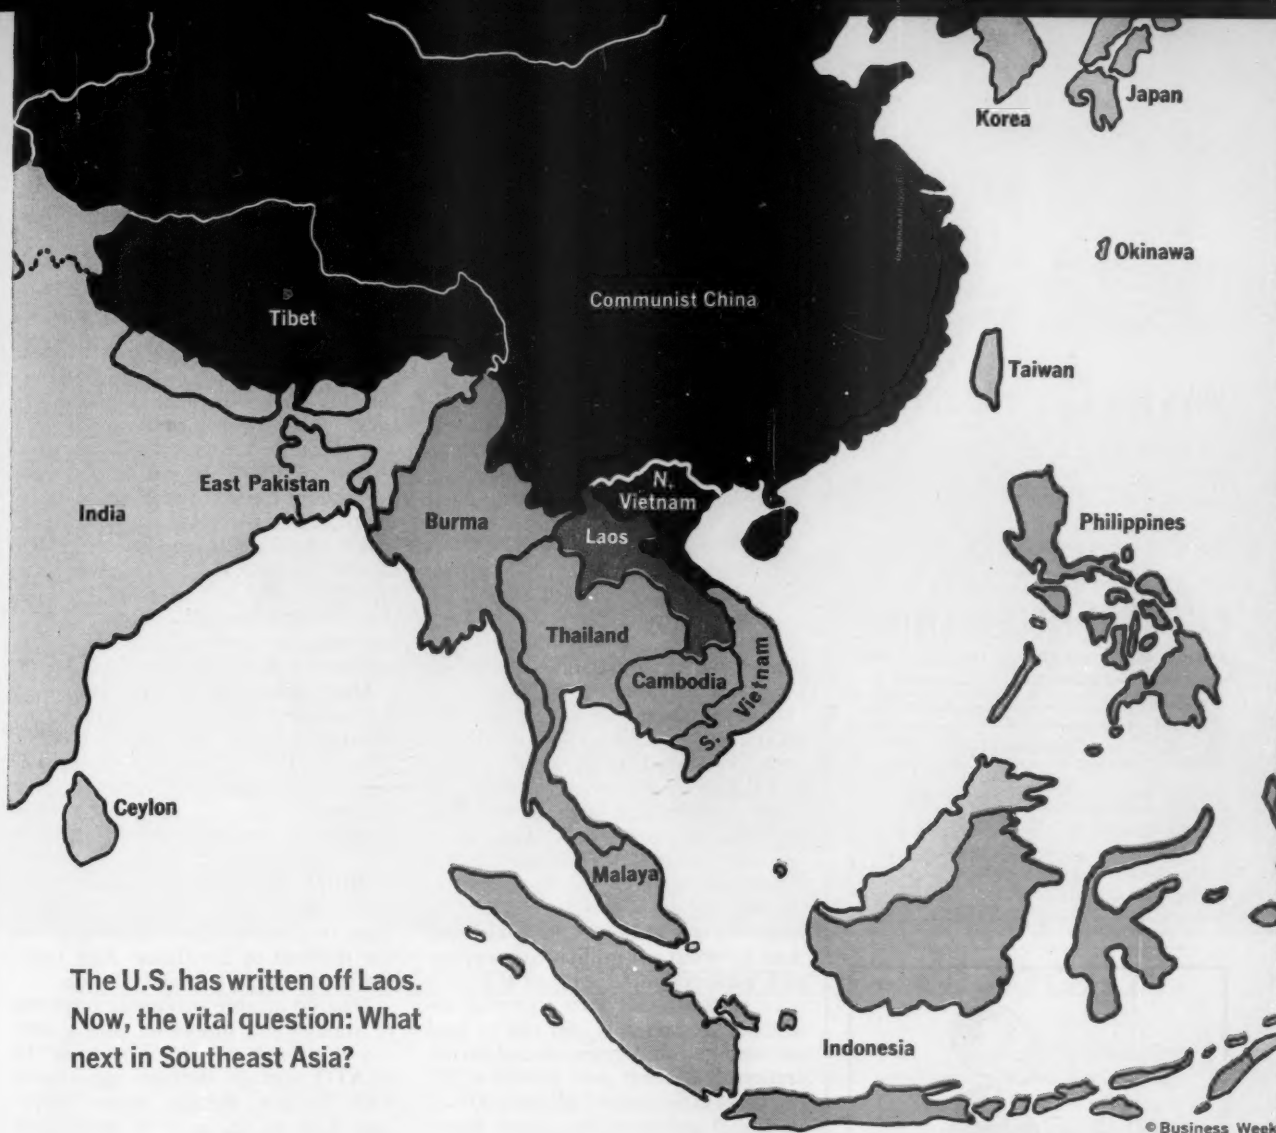 Korea
Japan
Okinawa
Communist China
Tibet
Taiwan
N.
Vietnam
East Pakistan
India
Burma
Laos
Philippines
Thailand
Cambodia
S. Vietnam
Ceylon
Malaya
The U.S. has written off Laos.
Now, the vital question: What
next in Southeast Asia?
Indonesia
© Business Week